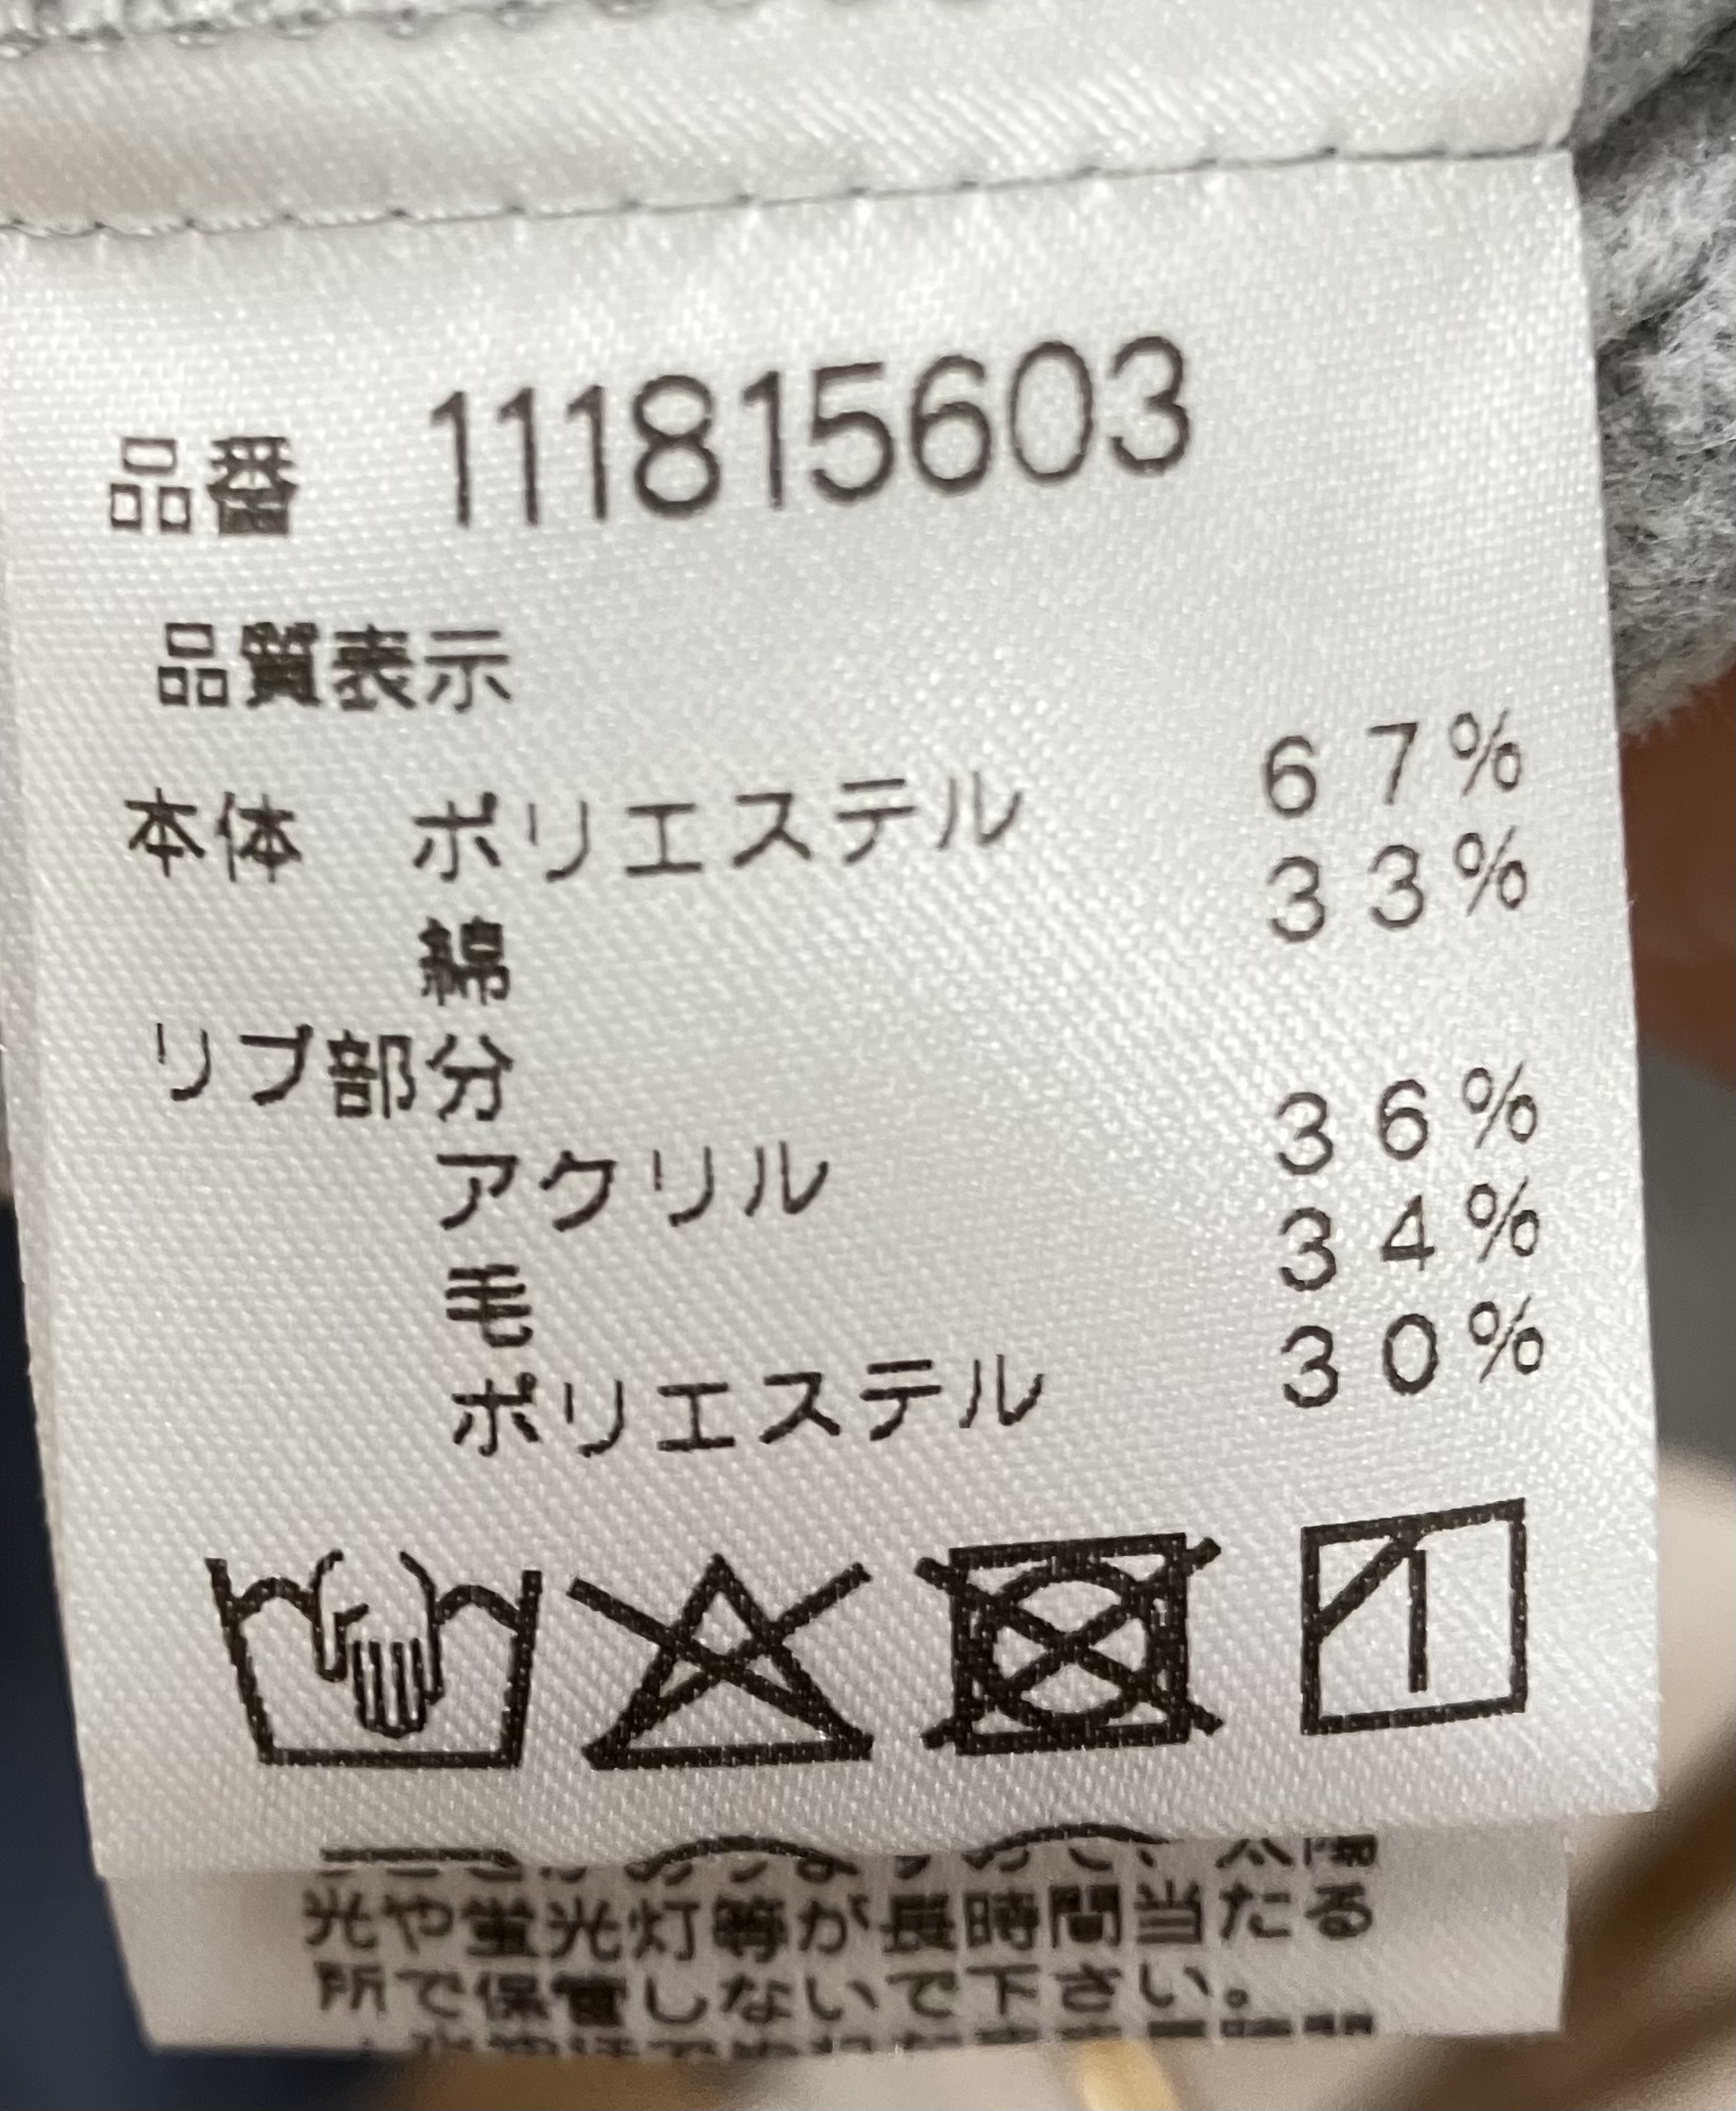 品番 111815603
品質表示
本体 ポリエステル 67%
綿 33%
リブ部分
アクリル 36%
毛 34%
ポリエステル 30%
太陽
光や蛍光灯等が長時間当たる
所で保管しないで下さい。